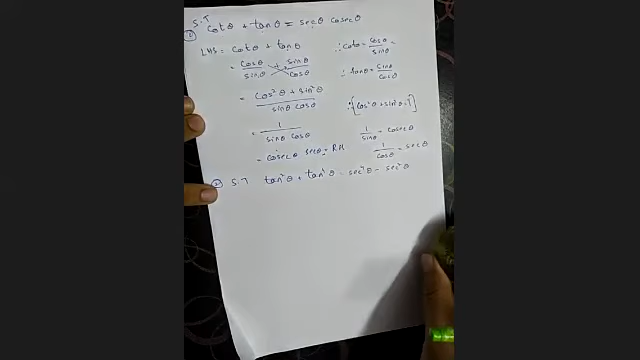 S.T
① cotθ + tanθ = secθ cosecθ
LHS = cotθ + tanθ ∴ cotθ = cosθ/sinθ
= cosθ/sinθ + sinθ/cosθ ∴ tanθ = sinθ/cosθ
= cos²θ + sin²θ / sinθ cosθ ∴ [cos²θ + sin²θ = 1]
= 1/sinθ cosθ 1/sinθ = cosecθ
= cosecθ secθ = RH 1/cosθ = secθ
② S.T tan⁴θ + tan²θ = sec⁴θ - sec²θ